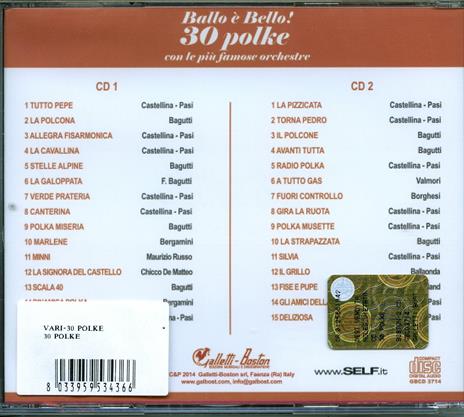 Ballo è Bello!
30 polke
con le più famose orchestre
CD 1
1 TUTTO PEPE Castellina - Pasi
2 LA POLCONA Bagutti
3 ALLEGRA FISARMONICA Castellina - Pasi
4 LA CAVALLINA Castellina - Pasi
5 STELLE ALPINE Bagutti
6 LA GALOPPATA F. Bagutti
7 VERDE PRATERIA Castellina - Pasi
8 CANTERINA Castellina - Pasi
9 POLKA MISERIA Bagutti
10 MARLENE Bergamini
11 MINNI Maurizio Russo
12 LA SIGNORA DEL CASTELLO Chicco De Matteo
13 SCALA 40 Bagutti
CD 2
1 LA PIZZICATA Castellina - Pasi
2 TORNA PEDRO Castellina - Pasi
3 IL POLCONE Bagutti
4 AVANTI TUTTA Bagutti
5 RADIO POLKA Castellina - Pasi
6 A TUTTO GAS Valmori
7 FUORI CONTROLLO Borghesi
8 GIRA LA RUOTA Castellina - Pasi
9 POLKA MUSETTE Castellina - Pasi
10 LA STRAPAZZATA Bagutti
11 SILVIA Castellina - Pasi
12 IL GRILLO Ballaonda
13 FISE E PUPE
14 GLI AMICI
15 DELIZIOSA Pasi
VARI-30 POLKE
30 POLKE
8 033959 534366
Galletti-Boston
EDIZIONI MUSICALI E DISCOGRAFICHE
C&P 2014 Galletti-Boston srl, Faenza (Ra) Italy
www.galbost.com, info@galbost.com
www.SELF.it
COMPACT
disc
DIGITAL AUDIO
GBCD 3714